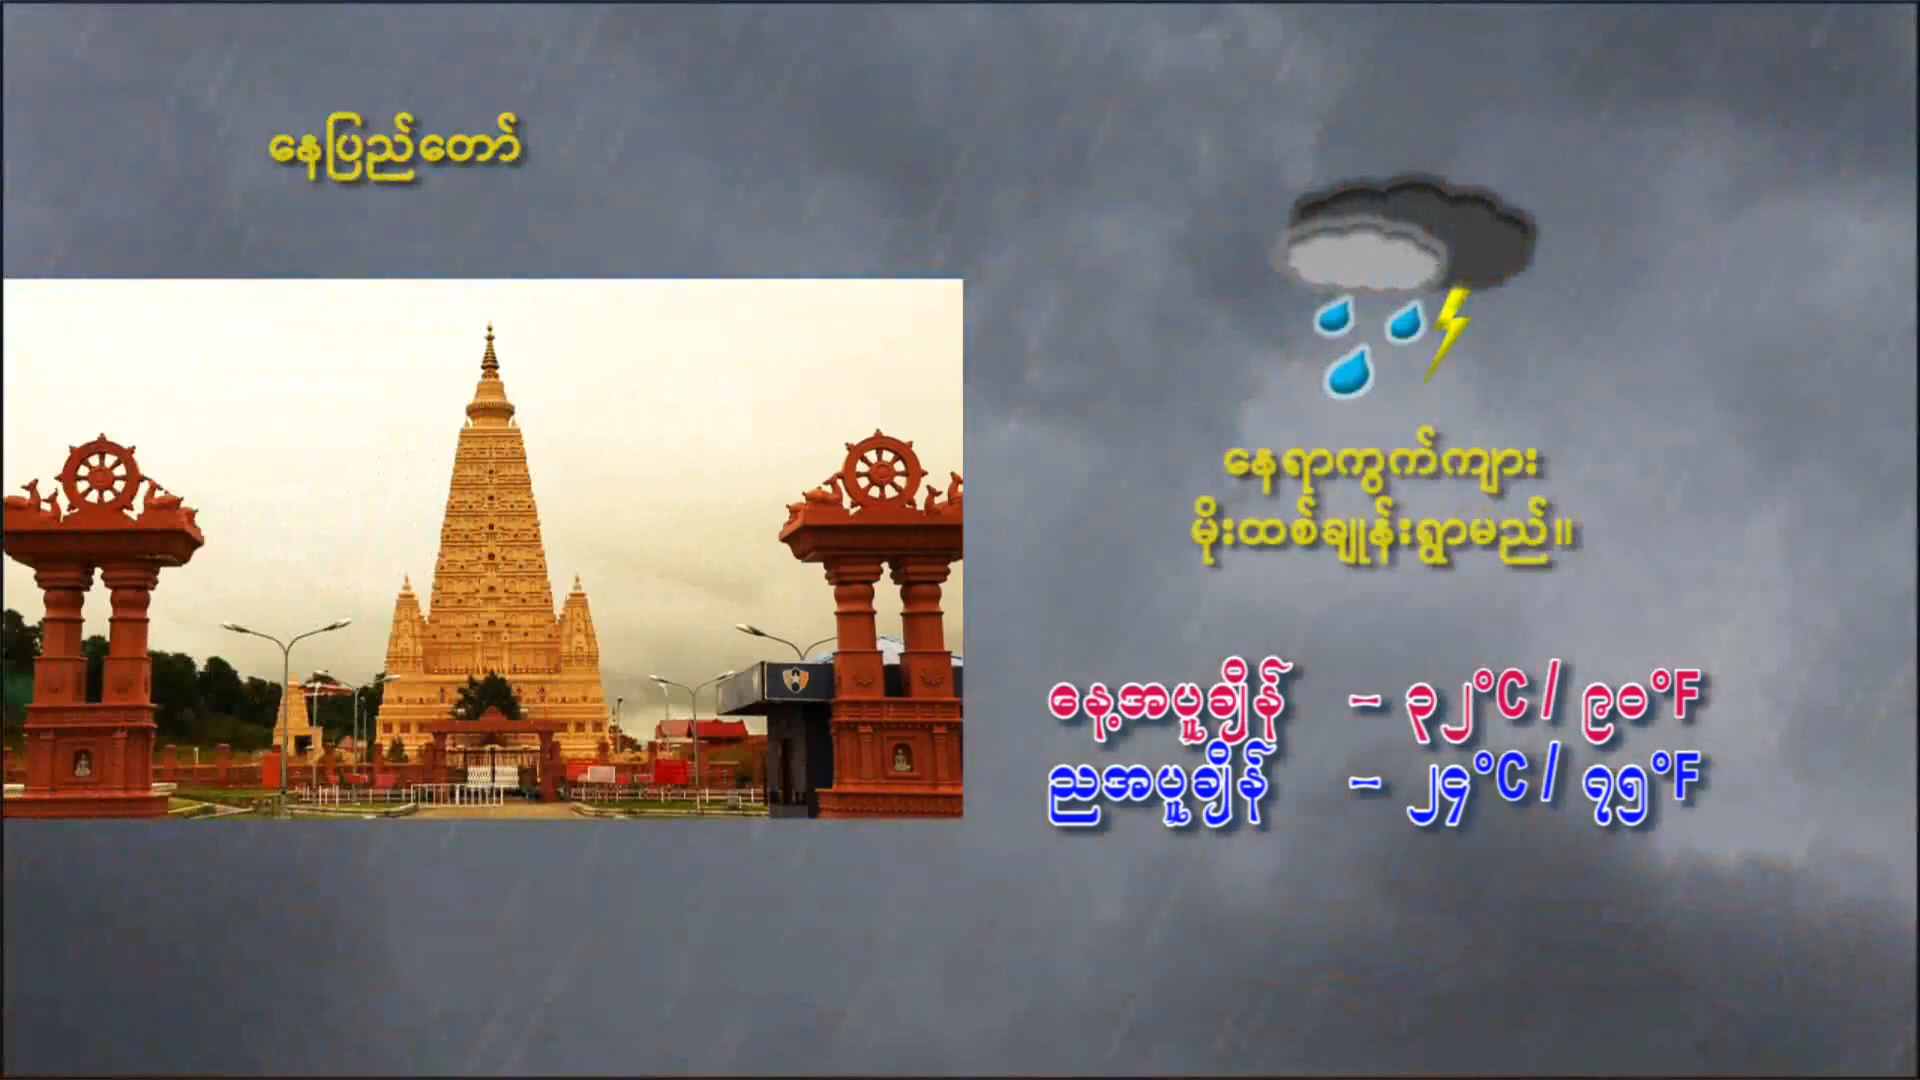 နေပြည်တော်
နေရာကွက်ကျား
မိုးထစ်ချုန်းရွာမည်။
နေ့အပူချိန် - ၃၂°C / ၉၀°F
ညအပူချိန် - ၂၄°C / ၇၅°F